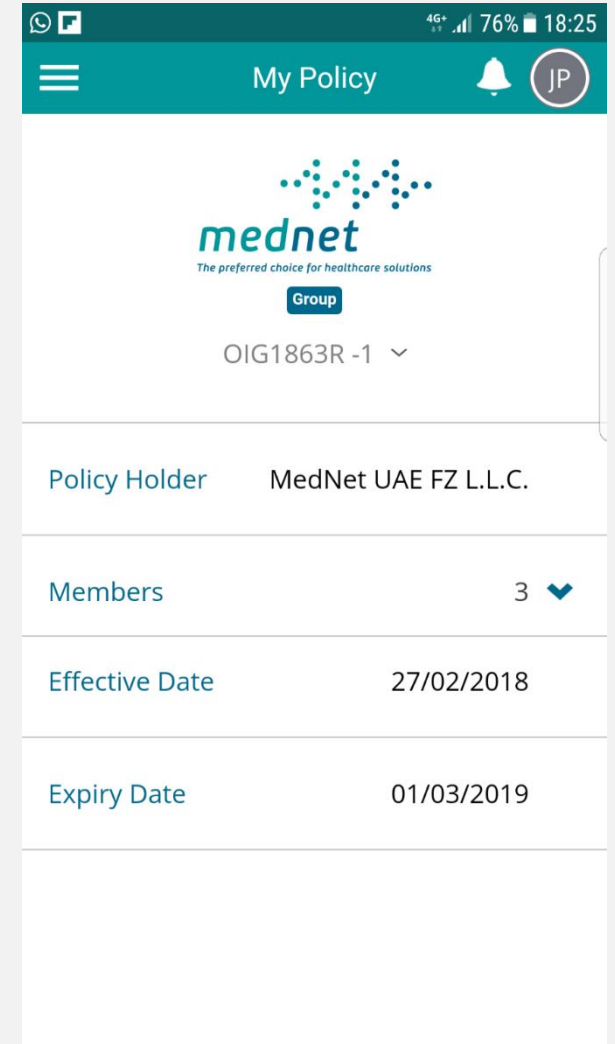 4G+ 76% 18:25
My Policy JP
mednet
The preferred choice for healthcare solutions
Group
OIG1863R -1
Policy Holder MedNet UAE FZ L.L.C.
Members 3
Effective Date 27/02/2018
Expiry Date 01/03/2019